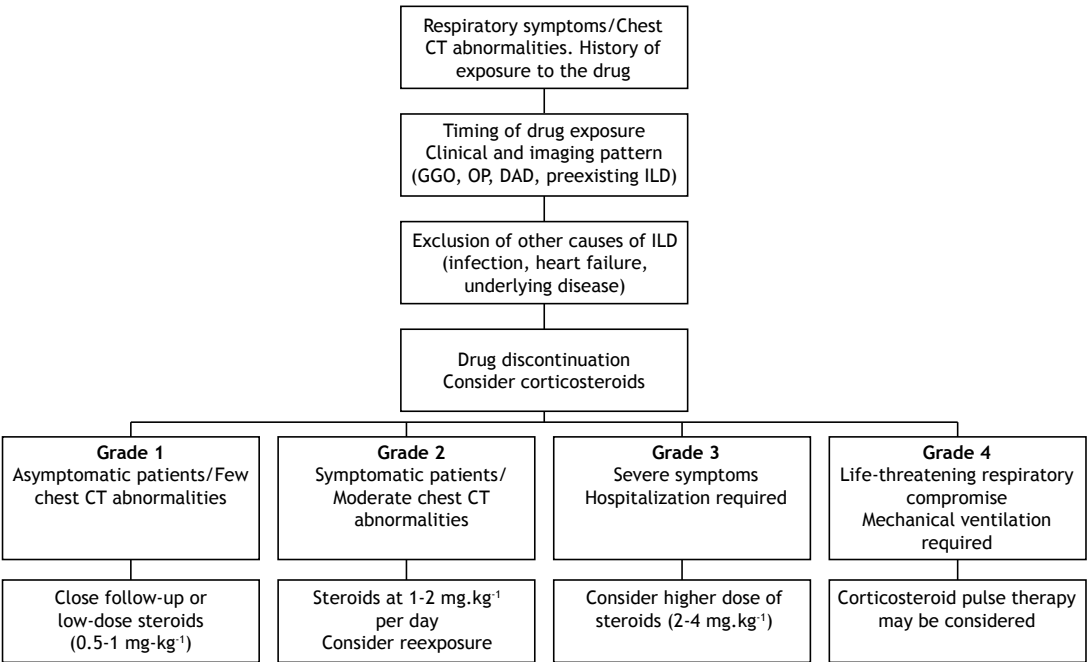 Respiratory symptoms/Chest
CT abnormalities. History of
exposure to the drug
Timing of drug exposure
Clinical and imaging pattern
(GGO, OP, DAD, preexisting ILD)
Exclusion of other causes of ILD
(infection, heart failure,
underlying disease)
Drug discontinuation
Consider corticosteroids
Grade 1
Asymptomatic patients/Few
chest CT abnormalities
Grade 2
Symptomatic patients/
Moderate chest CT
abnormalities
Grade 3
Severe symptoms
Hospitalization required
Grade 4
Life-threatening respiratory
compromise
Mechanical ventilation
required
Close follow-up or
low-dose steroids
(0.5-1 mg-kg⁻¹)
Steroids at 1-2 mg.kg⁻¹
per day
Consider reexposure
Consider higher dose of
steroids (2-4 mg.kg⁻¹)
Corticosteroid pulse therapy
may be considered